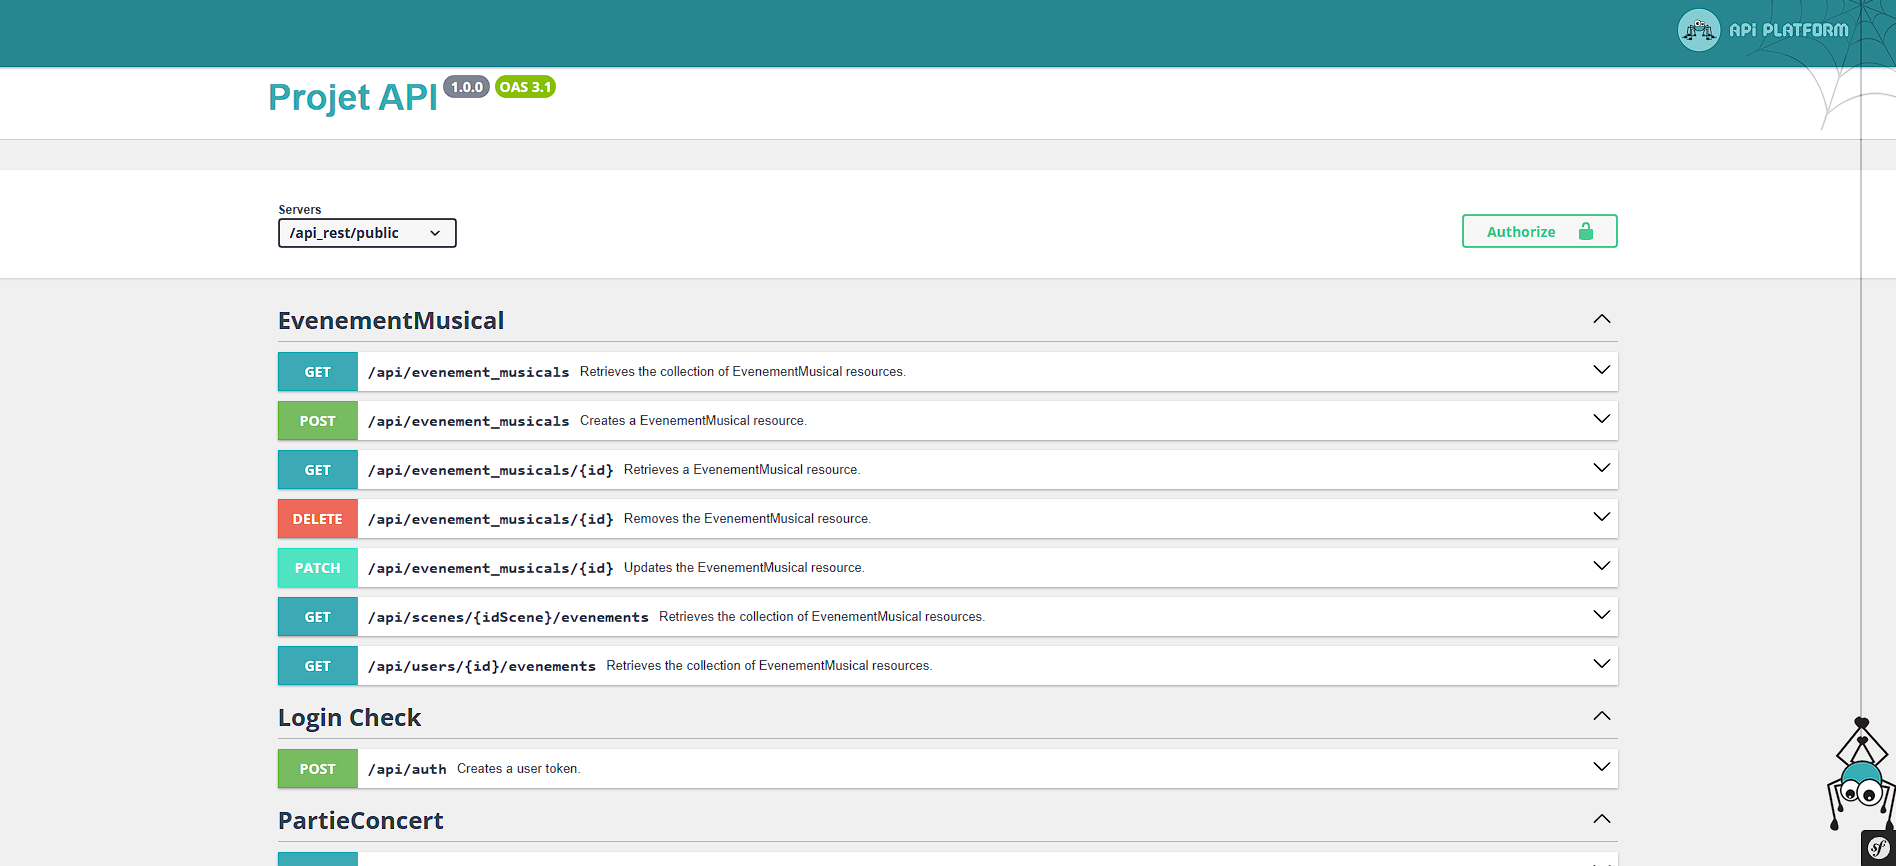 API PLATFORM
Projet API 1.0.0 OAS 3.1
Servers
/api_rest/public
Authorize
EvenementMusical
GET /api/evenement_musicals Retrieves the collection of EvenementMusical resources.
POST /api/evenement_musicals Creates a EvenementMusical resource.
GET /api/evenement_musicals/{id} Retrieves a EvenementMusical resource.
DELETE /api/evenement_musicals/{id} Removes the EvenementMusical resource.
PATCH /api/evenement_musicals/{id} Updates the EvenementMusical resource.
GET /api/scenes/{idScene}/evenements Retrieves the collection of EvenementMusical resources.
GET /api/users/{id}/evenements Retrieves the collection of EvenementMusical resources.
Login Check
POST /api/auth Creates a user token.
PartieConcert
sf